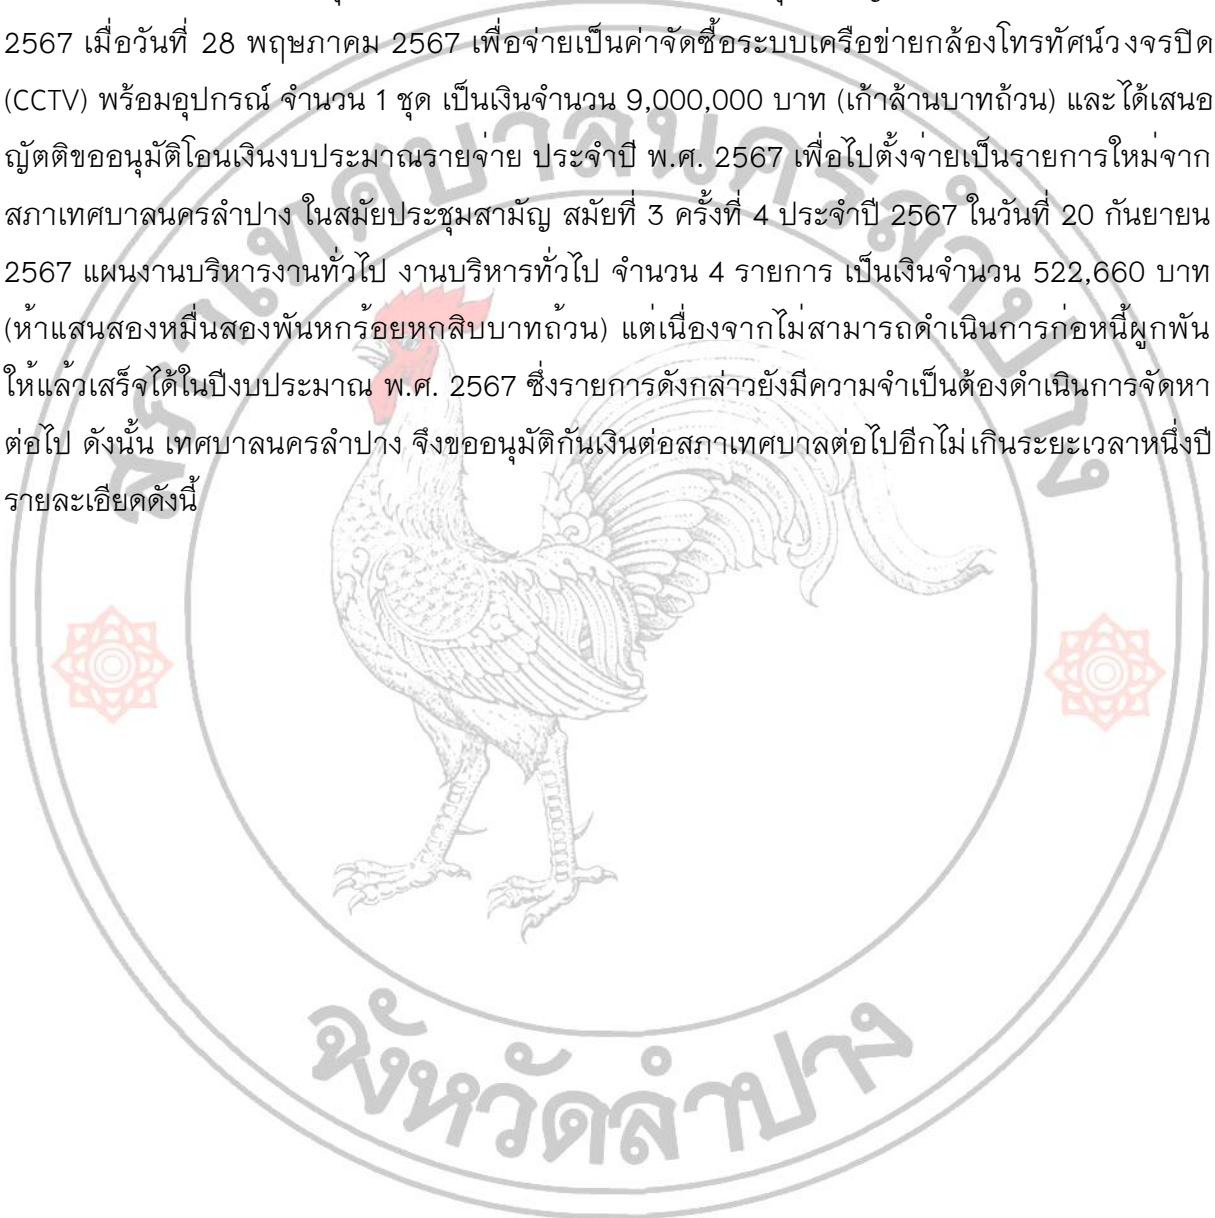 2567 เมื่อวันที่ 28 พฤษภาคม 2567 เพื่อจ่ายเป็นค่าจัดซื้อระบบเครือข่ายกล้องโทรทัศน์วงจรปิด
(CCTV) พร้อมอุปกรณ์ จำนวน 1 ชุด เป็นเงินจำนวน 9,000,000 บาท (เก้าล้านบาทถ้วน) และได้เสนอ
ญัตติขออนุมัติโอนเงินงบประมาณรายจ่าย ประจำปี พ.ศ. 2567 เพื่อไปตั้งจ่ายเป็นรายการใหม่จาก
สภาเทศบาลนครลำปาง ในสมัยประชุมสามัญ สมัยที่ 3 ครั้งที่ 4 ประจำปี 2567 ในวันที่ 20 กันยายน
2567 แผนงานบริหารงานทั่วไป งานบริหารทั่วไป จำนวน 4 รายการ เป็นเงินจำนวน 522,660 บาท
(ห้าแสนสองหมื่นสองพันหกร้อยหกสิบบาทถ้วน) แต่เนื่องจากไม่สามารถดำเนินการก่อหนี้ผูกพัน
ให้แล้วเสร็จได้ในปีงบประมาณ พ.ศ. 2567 ซึ่งรายการดังกล่าวยังมีความจำเป็นต้องดำเนินการจัดหา
ต่อไป ดังนั้น เทศบาลนครลำปาง จึงขออนุมัติกันเงินต่อสภาเทศบาลต่อไปอีกไม่เกินระยะเวลาหนึ่งปี
รายละเอียดดังนี้
สภาเทศบาลนครลำปาง
จังหวัดลำปาง